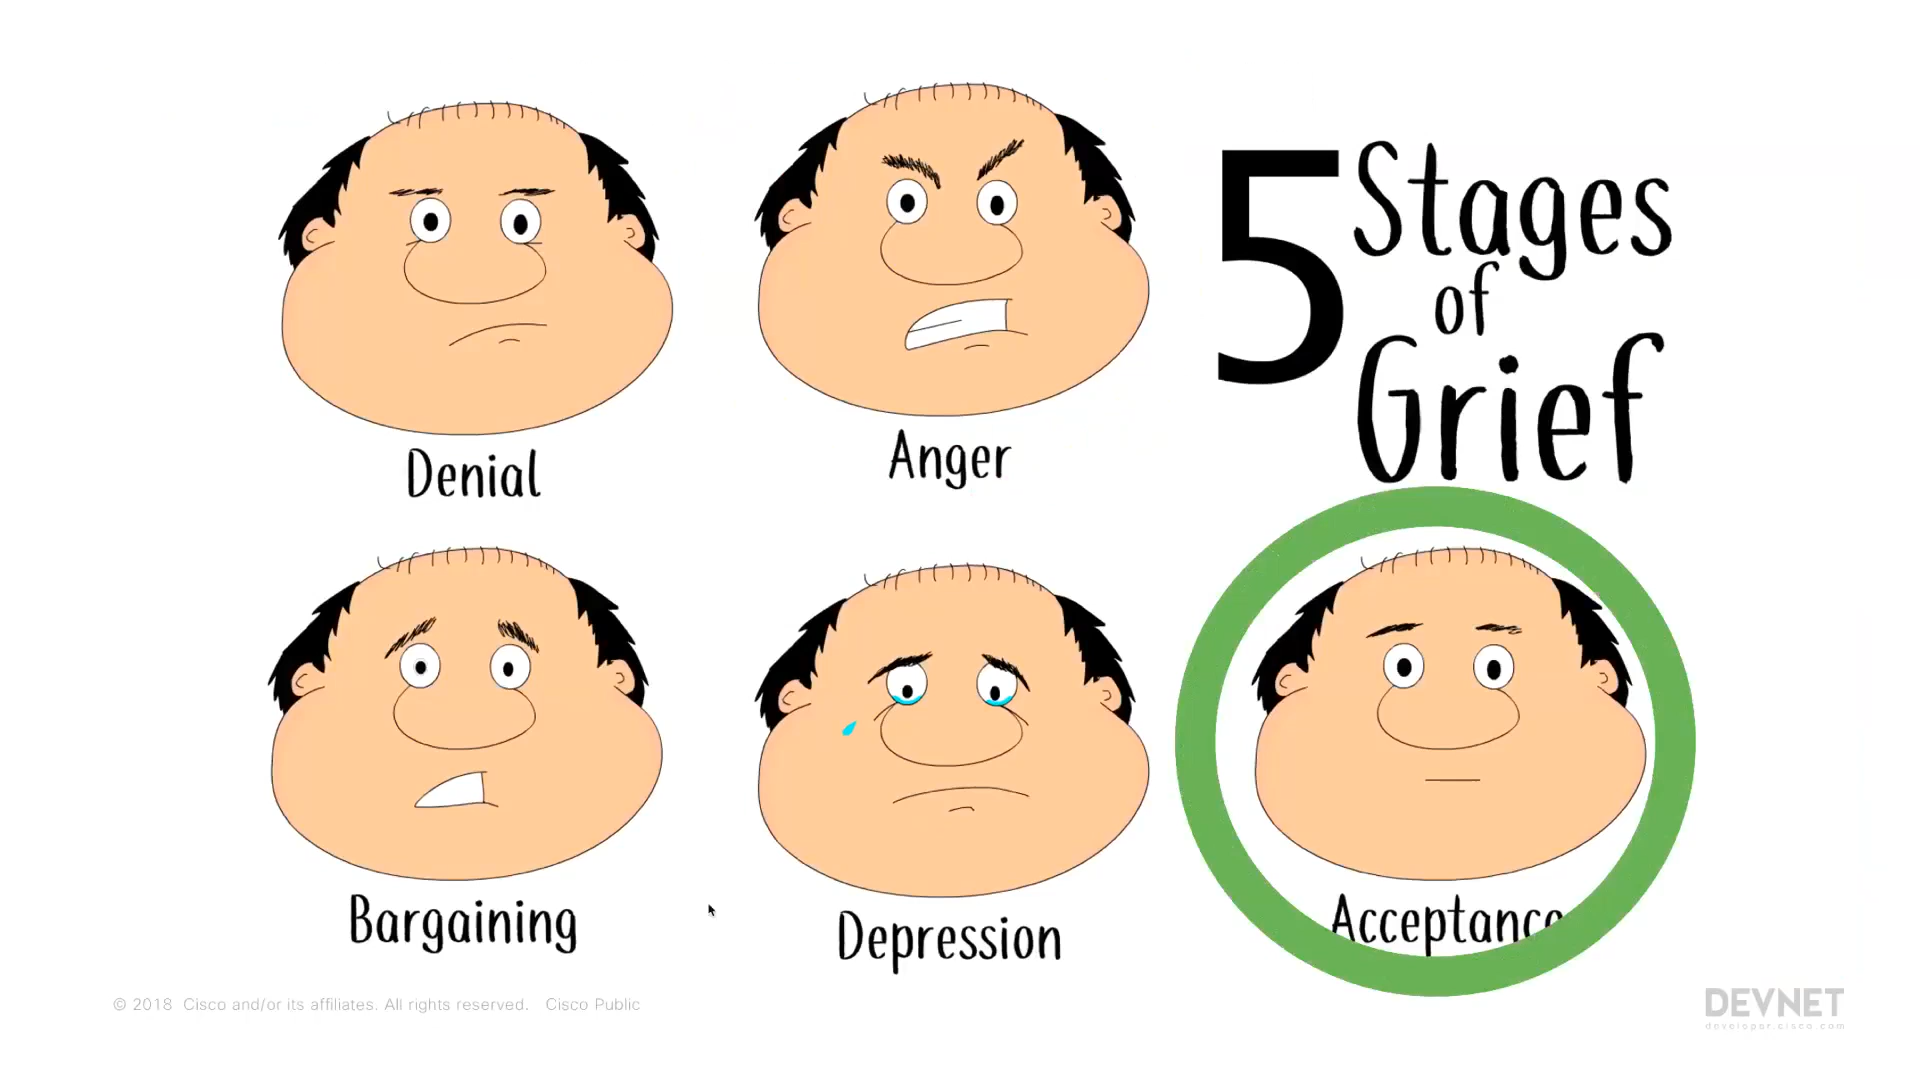 5 Stages
of
Grief
Denial
Anger
Bargaining
Depression
Acceptance
© 2018 Cisco and/or its affiliates. All rights reserved. Cisco Public
DEVNET
developer.cisco.com